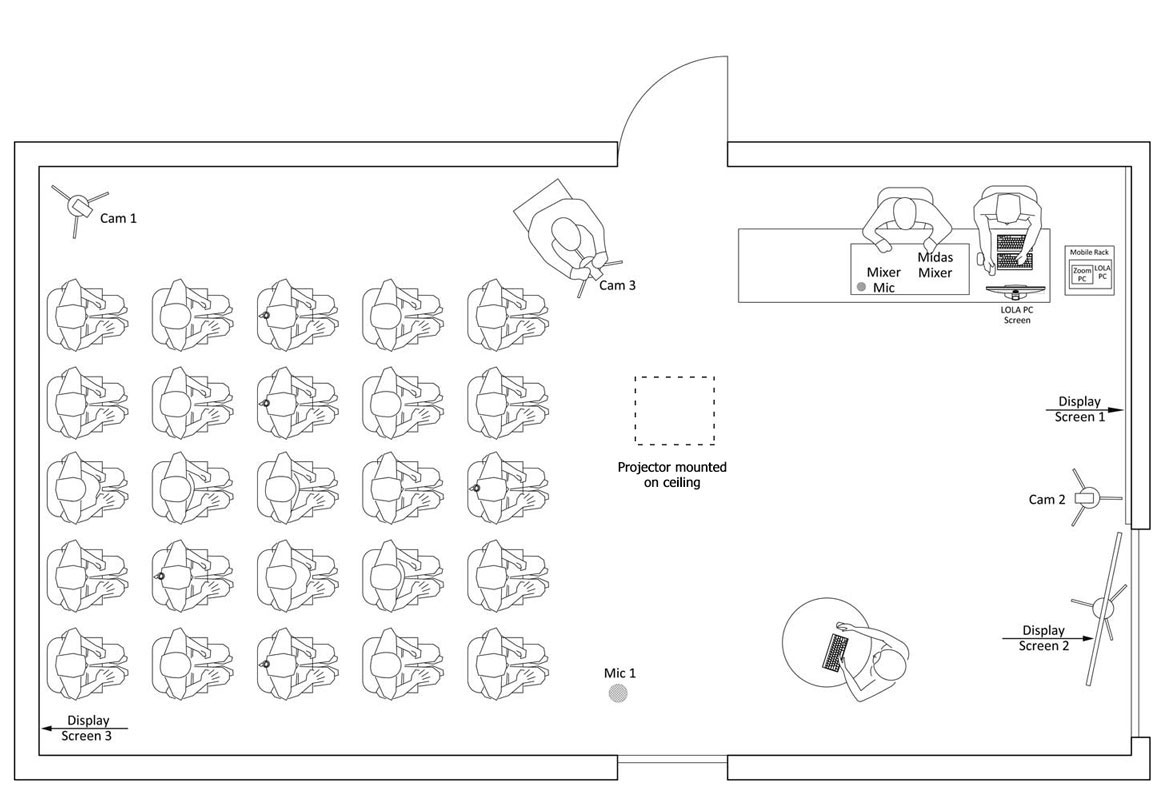 Cam 1
Cam 3
Mixer
Mic
Midas
Mixer
Mobile Rack
Zoom
PC
LOLA
PC
LOLA PC
Screen
Display
Screen 1
Projector mounted
on ceiling
Cam 2
Display
Screen 2
Mic 1
Display
Screen 3